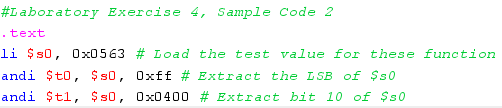 #Laboratory Exercise 4, Sample Code 2
.text
li $s0, 0x0563 # Load the test value for these function
andi $t0, $s0, 0xff # Extract the LSB of $s0
andi $t1, $s0, 0x0400 # Extract bit 10 of $s0